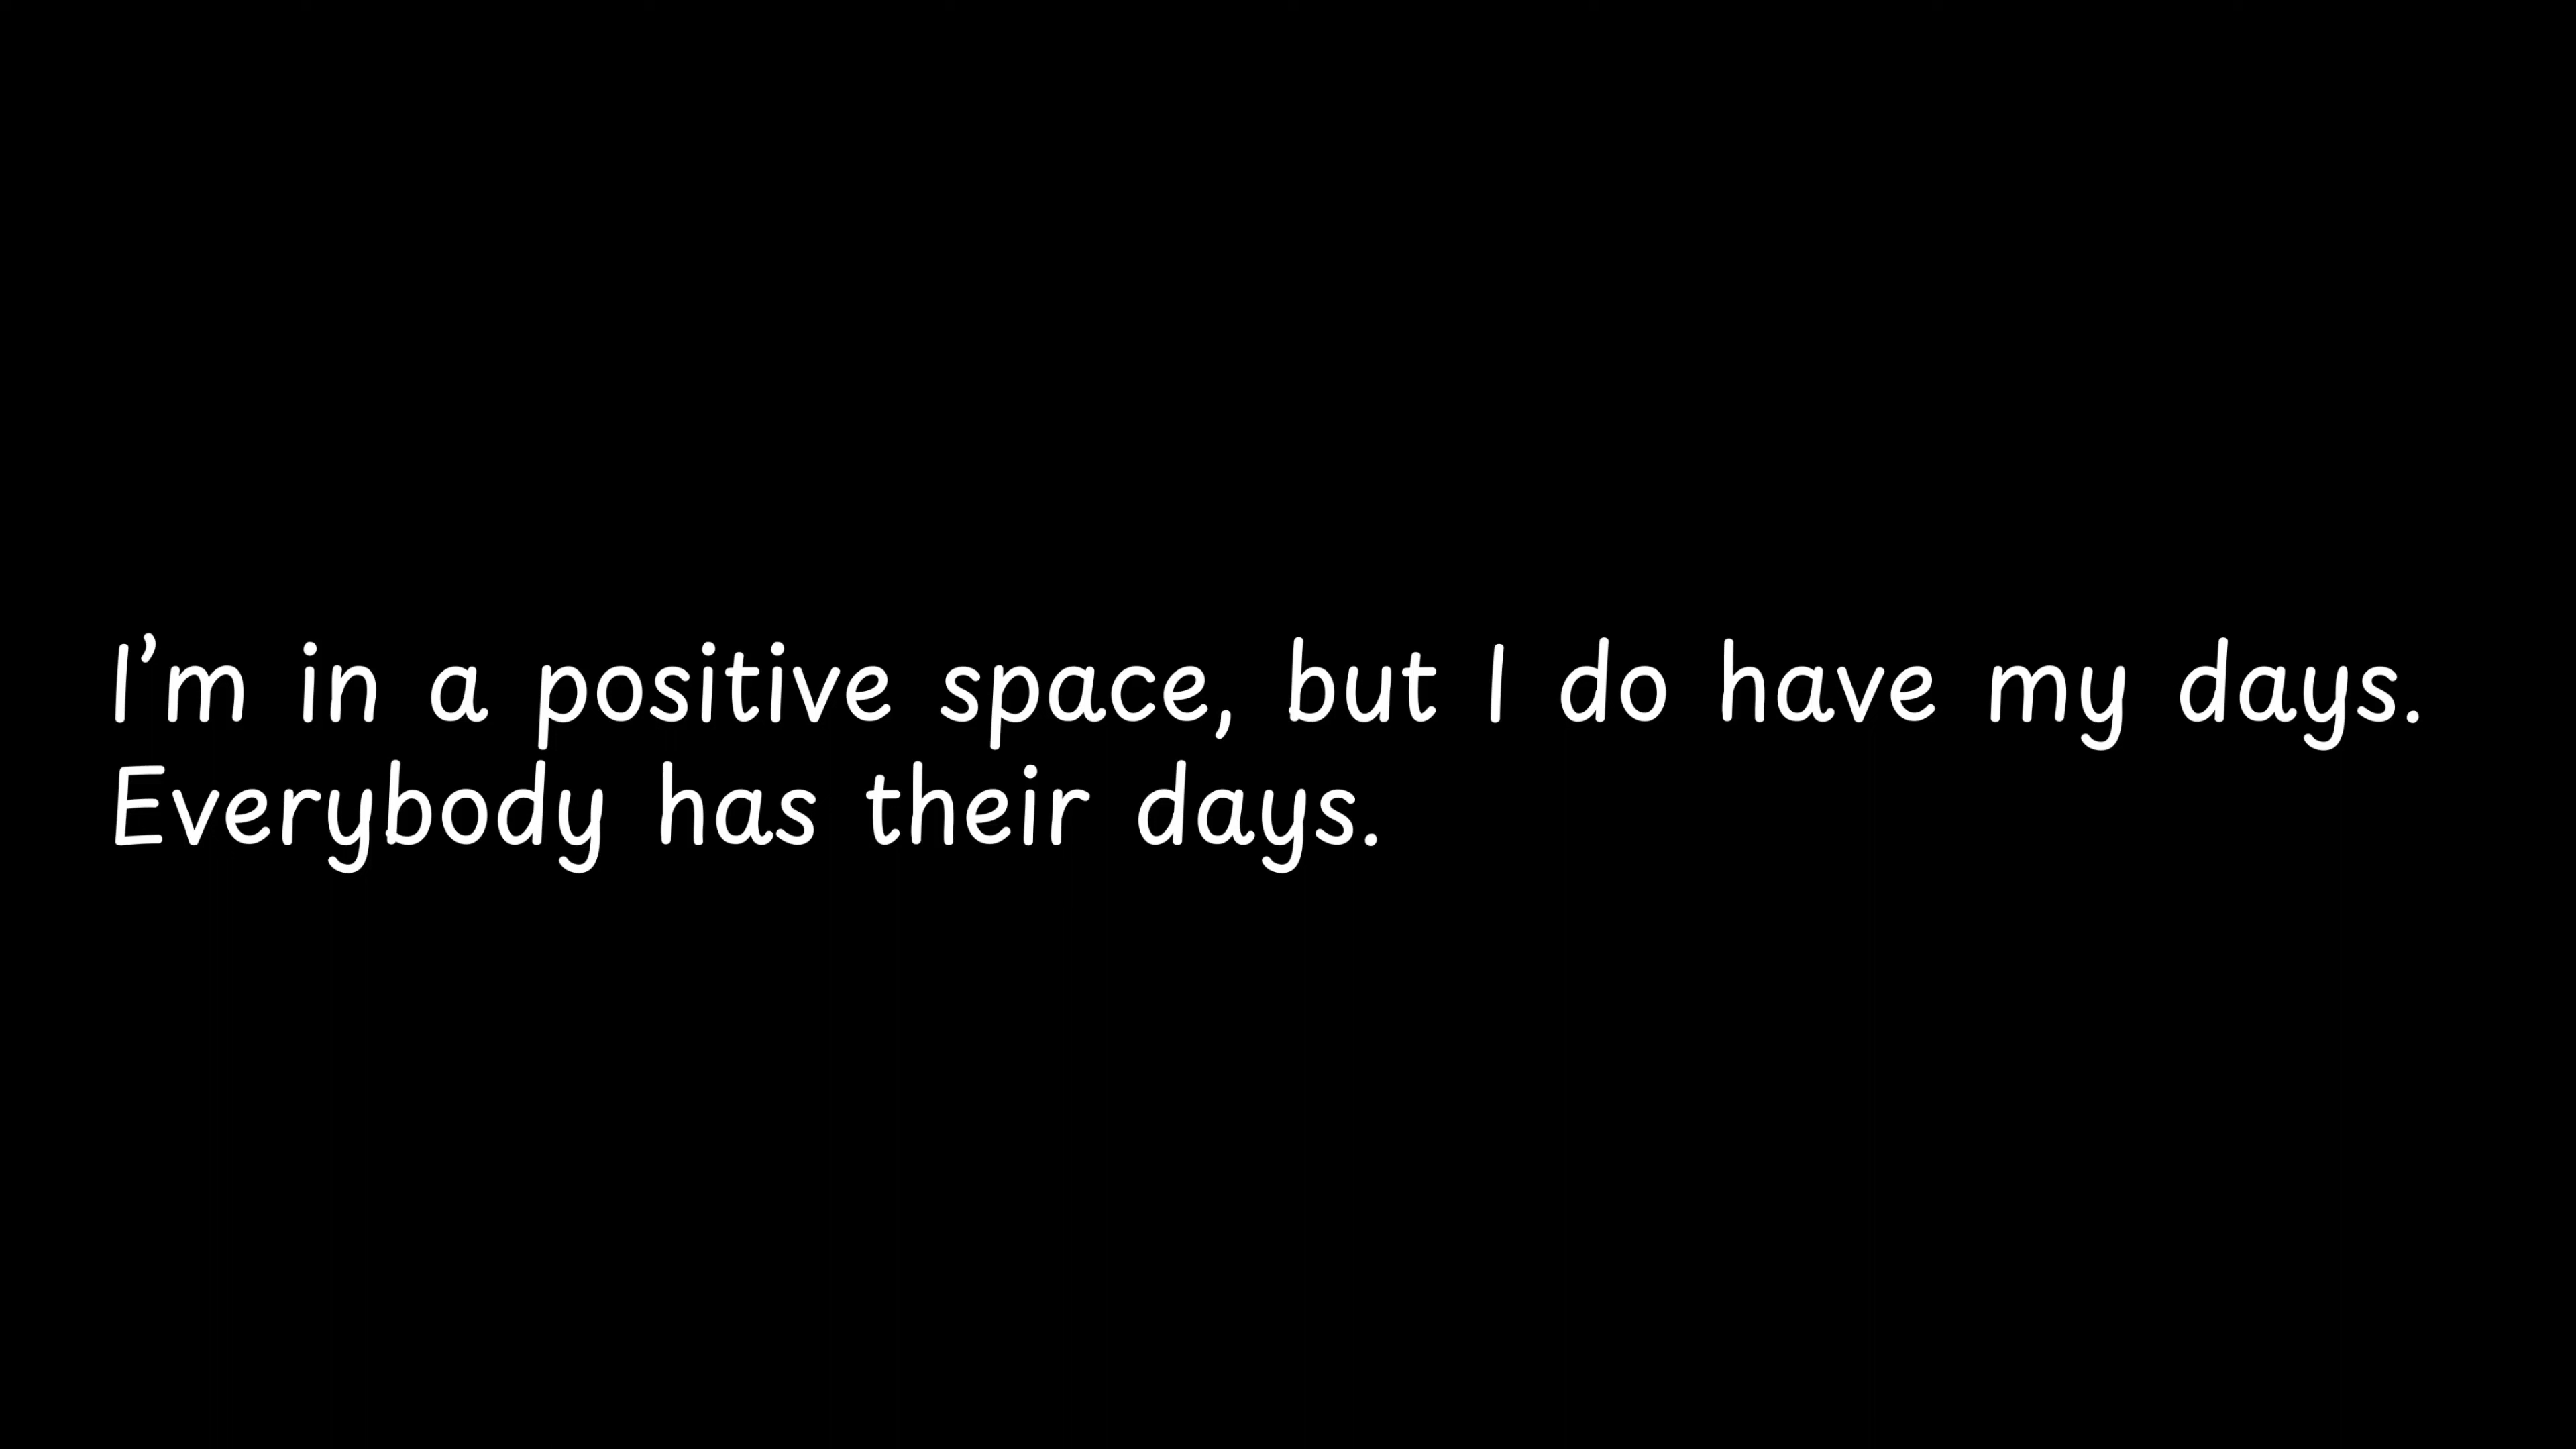 I’m in a positive space, but I do have my days.
Everybody has their days.